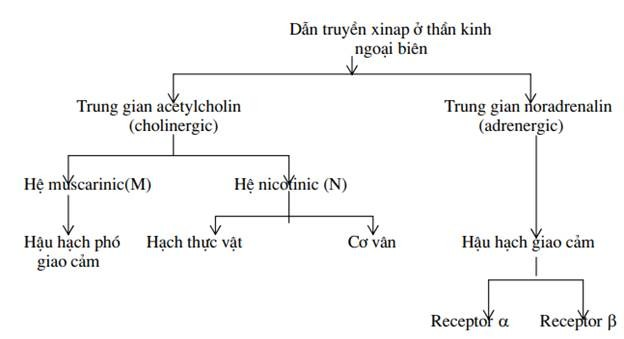 Dẫn truyền xinap ở thần kinh
ngoại biên
Trung gian acetylcholin
(cholinergic)
Trung gian noradrenalin
(adrenergic)
Hệ muscarinic(M)
Hệ nicotinic (N)
Hậu hạch phó
giao cảm
Hạch thực vật
Cơ vân
Hậu hạch giao cảm
Receptor α
Receptor β